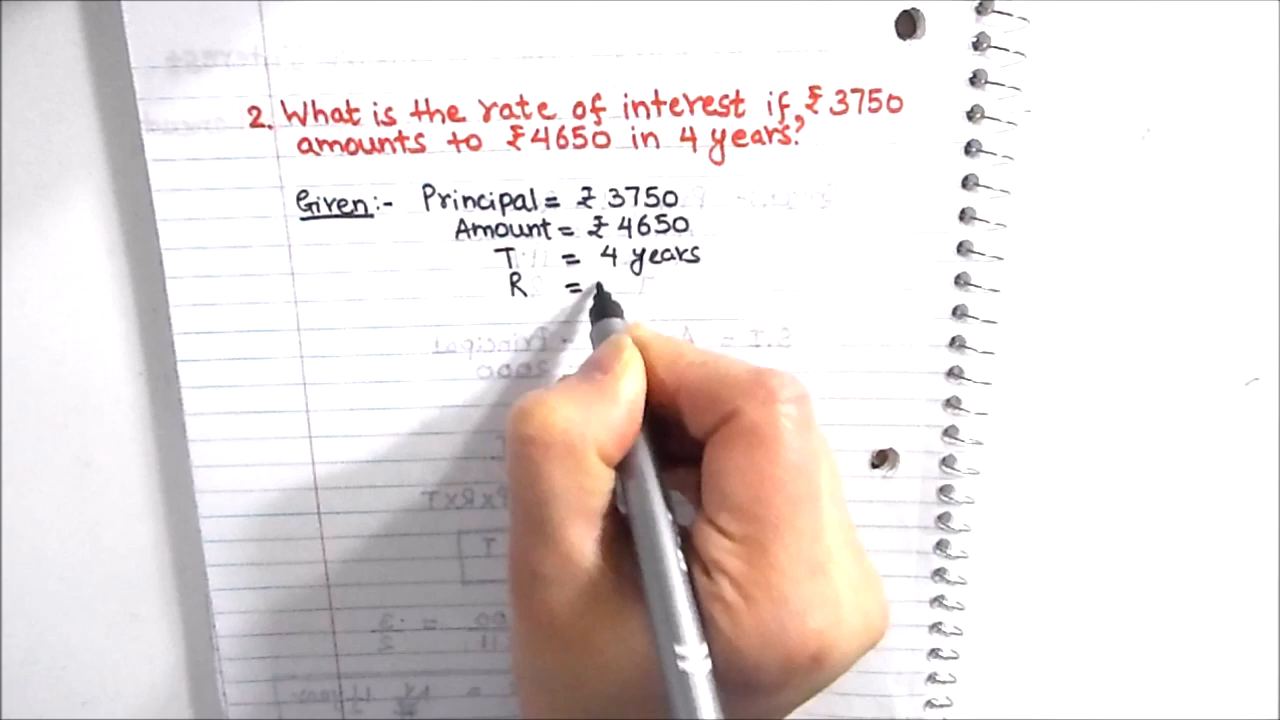 2. What is the rate of interest if, ₹ 3750
amounts to ₹ 4650 in 4 years?
Given:- Principal = ₹ 3750
Amount = ₹ 4650
T = 4 years
R =